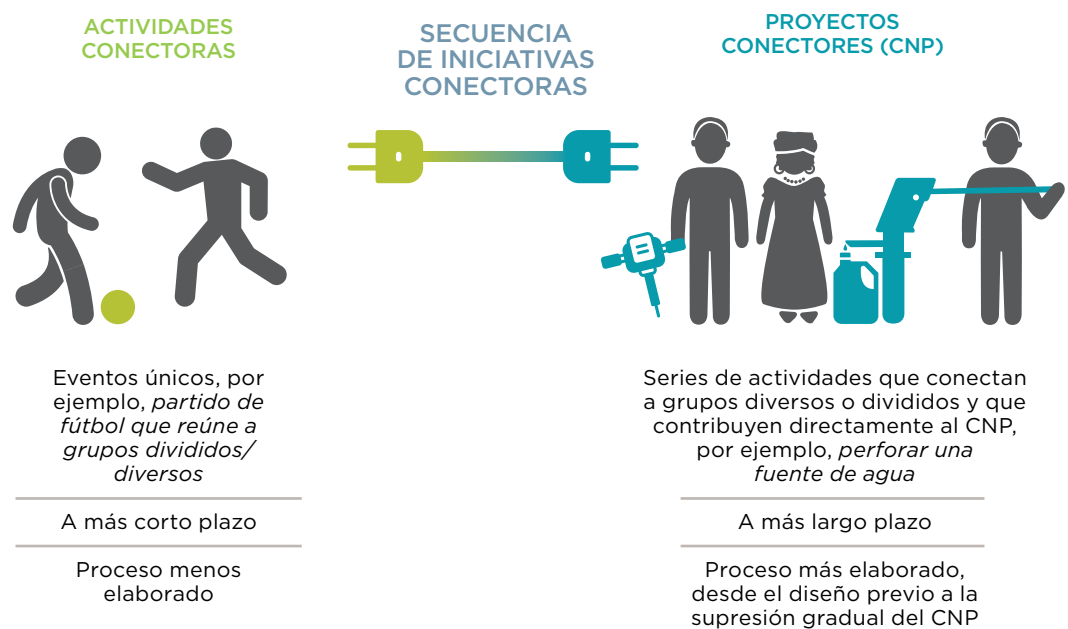 ACTIVIDADES
CONECTORAS
SECUENCIA
DE INICIATIVAS
CONECTORAS
PROYECTOS
CONECTORES (CNP)
Eventos únicos, por
ejemplo, partido de
fútbol que reúne a
grupos divididos/
diversos
A más corto plazo
Proceso menos
elaborado
Series de actividades que conectan
a grupos diversos o divididos y que
contribuyen directamente al CNP,
por ejemplo, perforar una
fuente de agua
A más largo plazo
Proceso más elaborado,
desde el diseño previo a la
supresión gradual del CNP